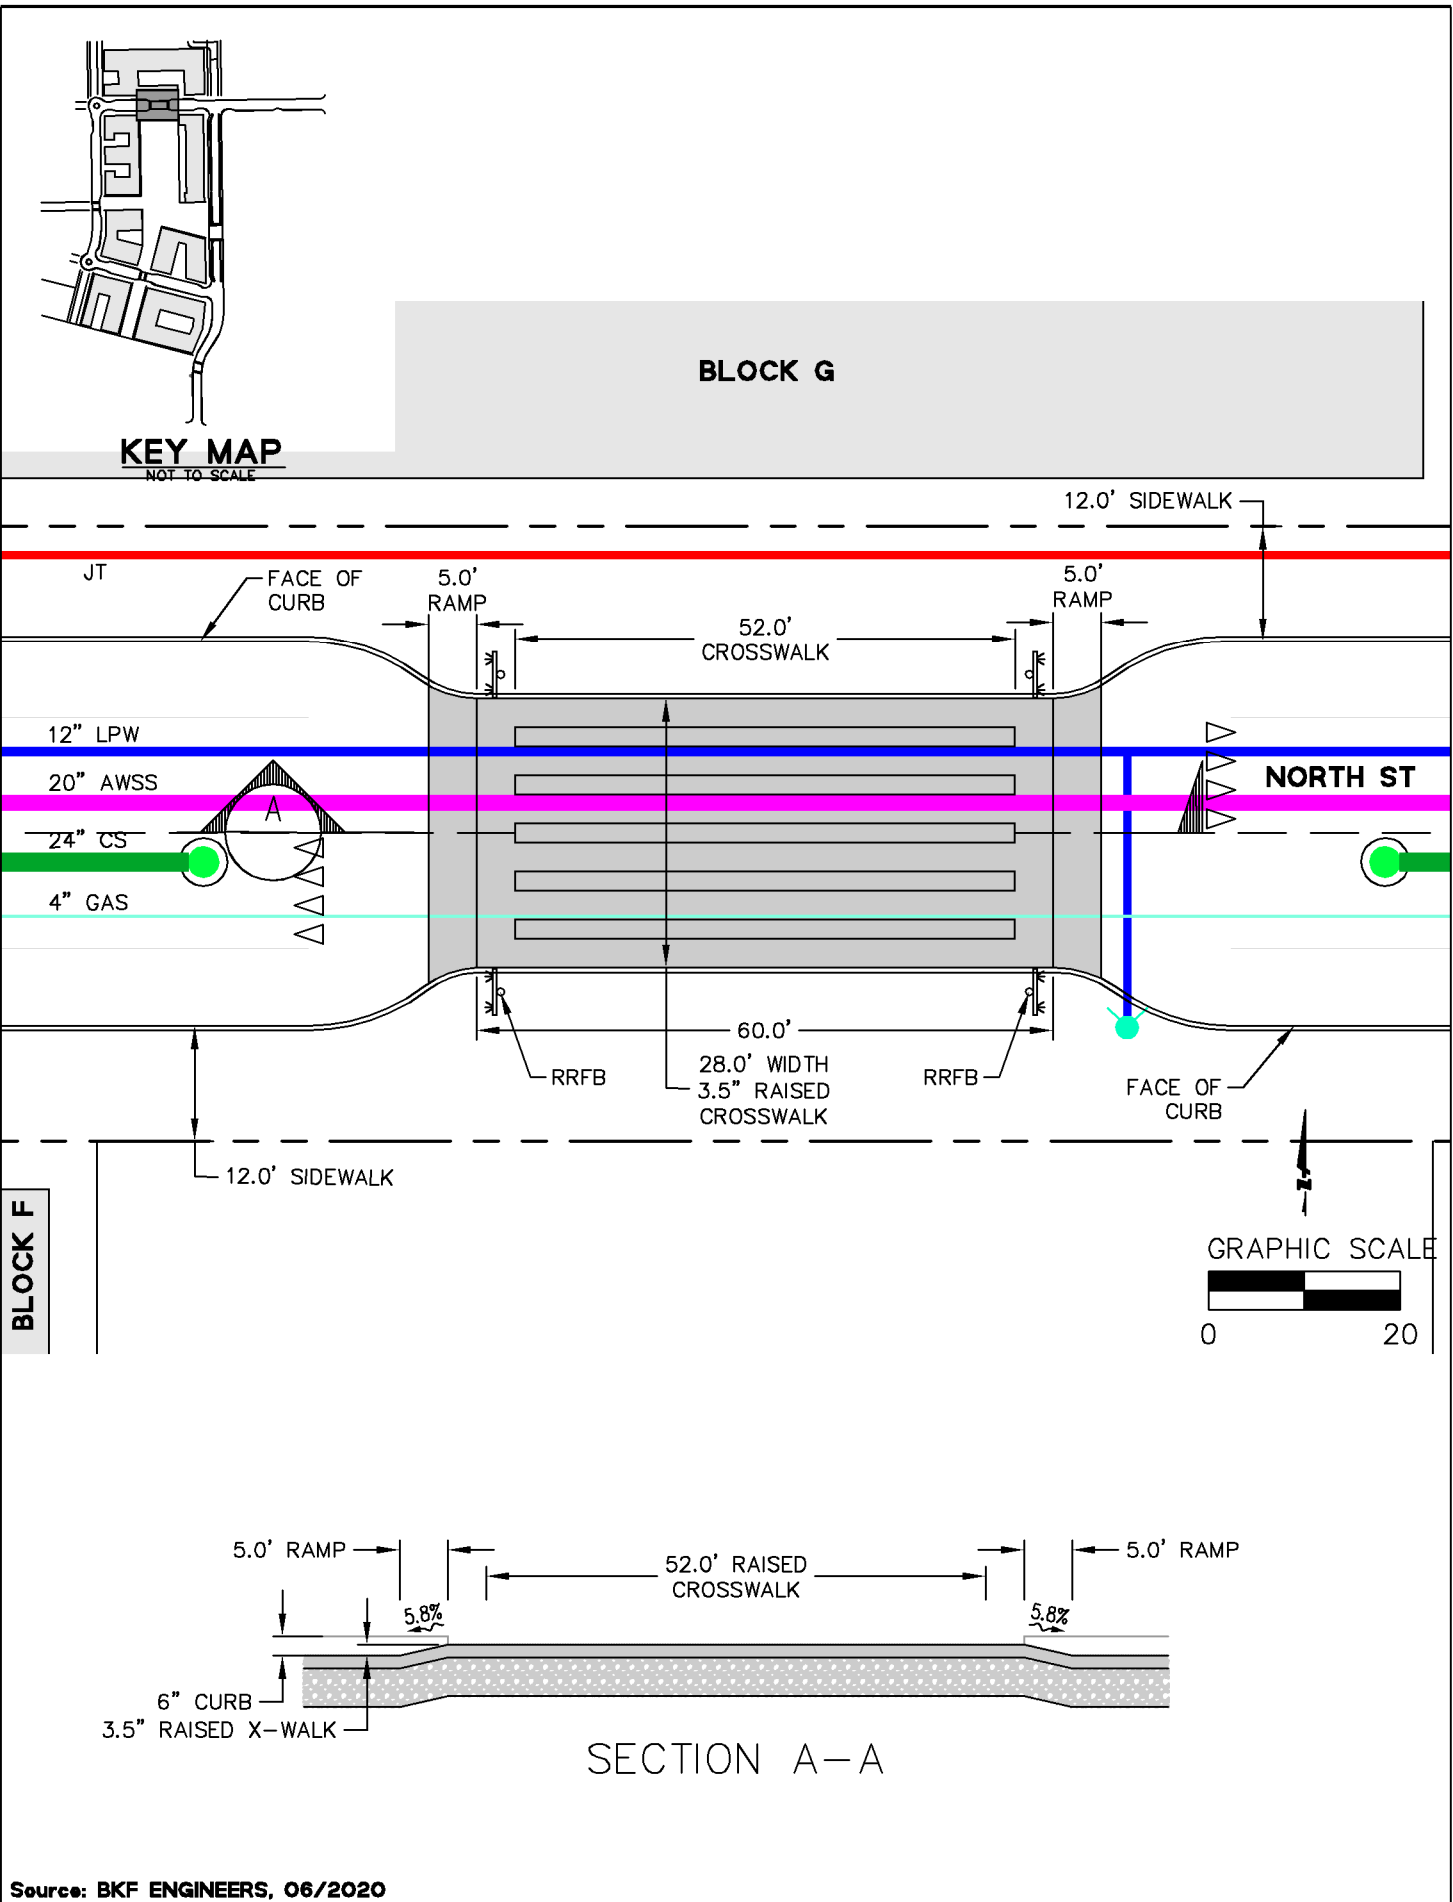 KEY MAP
NOT TO SCALE
BLOCK G
12.0' SIDEWALK
JT
FACE OF
CURB
5.0'
RAMP
52.0'
CROSSWALK
5.0'
RAMP
12" LPW
20" AWSS
A
24" CS
4" GAS
NORTH ST
60.0'
RRFB
28.0' WIDTH
3.5" RAISED
CROSSWALK
RRFB
FACE OF
CURB
12.0' SIDEWALK
BLOCK F
Z
GRAPHIC SCALE
0 20
5.0' RAMP
52.0' RAISED
CROSSWALK
5.0' RAMP
5.8%
5.8%
6" CURB
3.5" RAISED X-WALK
SECTION A-A
Source: BKF ENGINEERS, 06/2020